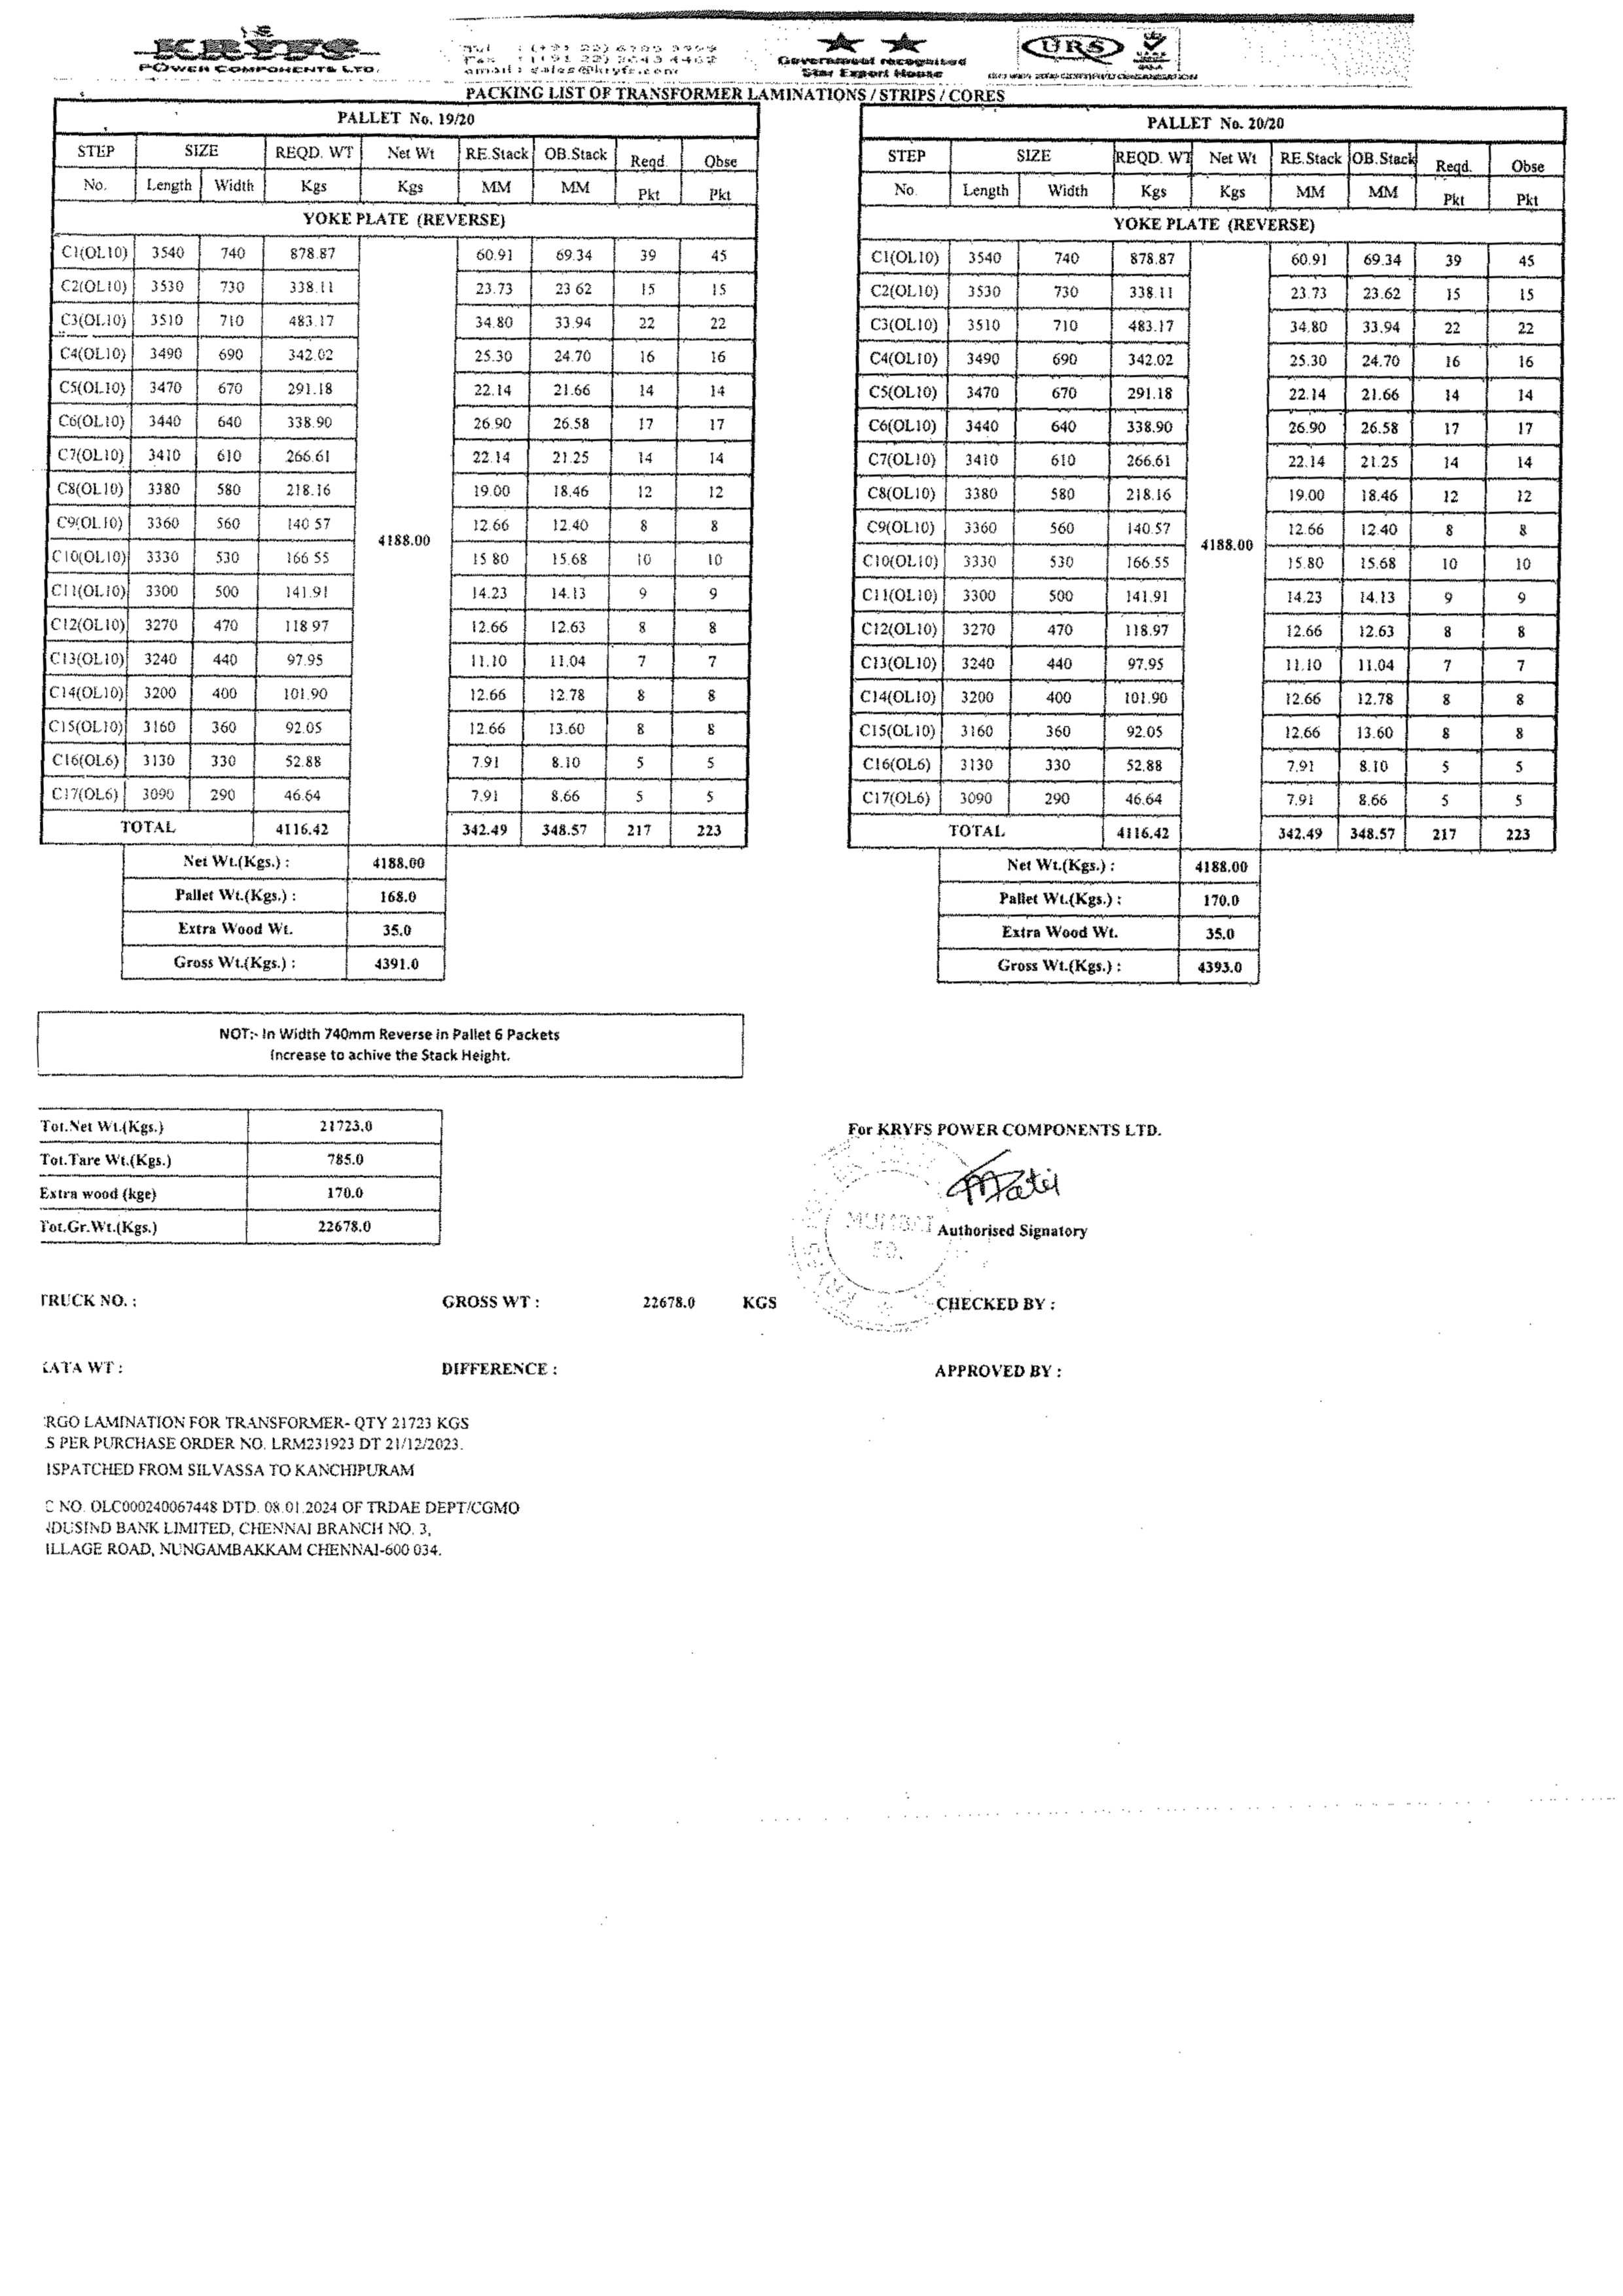 KRYFS
POWER COMPONENTS LTD.
email : sales@kryfs.com
Government recognised
Star Export House
URS
PACKING LIST OF TRANSFORMER LAMINATIONS / STRIPS / CORES
PALLET No. 19/20
STEP SIZE REQD. WT Net Wt RE.Stack OB.Stack Reqd. Obse
No. Length Width Kgs Kgs MM MM Pkt Pkt
YOKE PLATE (REVERSE)
C1(OL10) 3540 740 878.87 60.91 69.34 39 45
C2(OL10) 3530 730 338.11 23.73 23 62 15 15
C3(OL10) 3510 710 483.17 34.80 33.94 22 22
C4(OL10) 3490 690 342.02 25.30 24.70 16 16
C5(OL10) 3470 670 291.18 22.14 21.66 14 14
C6(OL10) 3440 640 338.90 26.90 26.58 17 17
C7(OL10) 3410 610 266.61 22.14 21.25 14 14
C8(OL10) 3380 580 218.16 19.00 18.46 12 12
C9(OL10) 3360 560 140 57 12.66 12.40 8 8
4188.00
C10(OL10) 3330 530 166 55 15 80 15.68 10 10
C11(OL10) 3300 500 141.91 14.23 14.13 9 9
C12(OL10) 3270 470 118 97 12.66 12.63 8 8
C13(OL10) 3240 440 97.95 11.10 11.04 7 7
C14(OL10) 3200 400 101.90 12.66 12.78 8 8
C15(OL10) 3160 360 92.05 12.66 13.60 8 8
C16(OL6) 3130 330 52.88 7.91 8.10 5 5
C17(OL6) 3090 290 46.64 7.91 8.66 5 5
TOTAL 4116.42 342.49 348.57 217 223
Net Wt.(Kgs.) : 4188.00
Pallet Wt.(Kgs.) : 168.0
Extra Wood Wt. 35.0
Gross Wt.(Kgs.) : 4391.0
PALLET No. 20/20
STEP SIZE REQD. WT Net Wt RE.Stack OB.Stack Reqd. Obse
No. Length Width Kgs Kgs MM MM Pkt Pkt
YOKE PLATE (REVERSE)
C1(OL10) 3540 740 878.87 60.91 69.34 39 45
C2(OL10) 3530 730 338.11 23.73 23.62 15 15
C3(OL10) 3510 710 483.17 34.80 33.94 22 22
C4(OL10) 3490 690 342.02 25.30 24.70 16 16
C5(OL10) 3470 670 291.18 22.14 21.66 14 14
C6(OL10) 3440 640 338.90 26.90 26.58 17 17
C7(OL10) 3410 610 266.61 22.14 21.25 14 14
C8(OL10) 3380 580 218.16 19.00 18.46 12 12
C9(OL10) 3360 560 140.57 12.66 12.40 8 8
4188.00
C10(OL10) 3330 530 166.55 15.80 15.68 10 10
C11(OL10) 3300 500 141.91 14.23 14.13 9 9
C12(OL10) 3270 470 118.97 12.66 12.63 8 8
C13(OL10) 3240 440 97.95 11.10 11.04 7 7
C14(OL10) 3200 400 101.90 12.66 12.78 8 8
C15(OL10) 3160 360 92.05 12.66 13.60 8 8
C16(OL6) 3130 330 52.88 7.91 8.10 5 5
C17(OL6) 3090 290 46.64 7.91 8.66 5 5
TOTAL 4116.42 342.49 348.57 217 223
Net Wt.(Kgs.) : 4188.00
Pallet Wt.(Kgs.) : 170.0
Extra Wood Wt. 35.0
Gross Wt.(Kgs.) : 4393.0
NOT:- In Width 740mm Reverse in Pallet 6 Packets
Increase to achive the Stack Height.
Tot.Net Wt.(Kgs.) 21723.0
Tot.Tare Wt.(Kgs.) 785.0
Extra wood (kge) 170.0
Tot.Gr.Wt.(Kgs.) 22678.0
For KRYFS POWER COMPONENTS LTD.
MUMBAI
Authorised Signatory
TRUCK NO. : GROSS WT : 22678.0 KGS CHECKED BY :
KATA WT : DIFFERENCE : APPROVED BY :
RGO LAMINATION FOR TRANSFORMER- QTY 21723 KGS
S PER PURCHASE ORDER NO. LRM231923 DT 21/12/2023.
ISPATCHED FROM SILVASSA TO KANCHIPURAM
C NO. OLC000240067448 DTD. 08.01.2024 OF TRDAE DEPT/CGMO
NDUSIND BANK LIMITED, CHENNAI BRANCH NO. 3,
ILLAGE ROAD, NUNGAMBAKKAM CHENNAI-600 034.